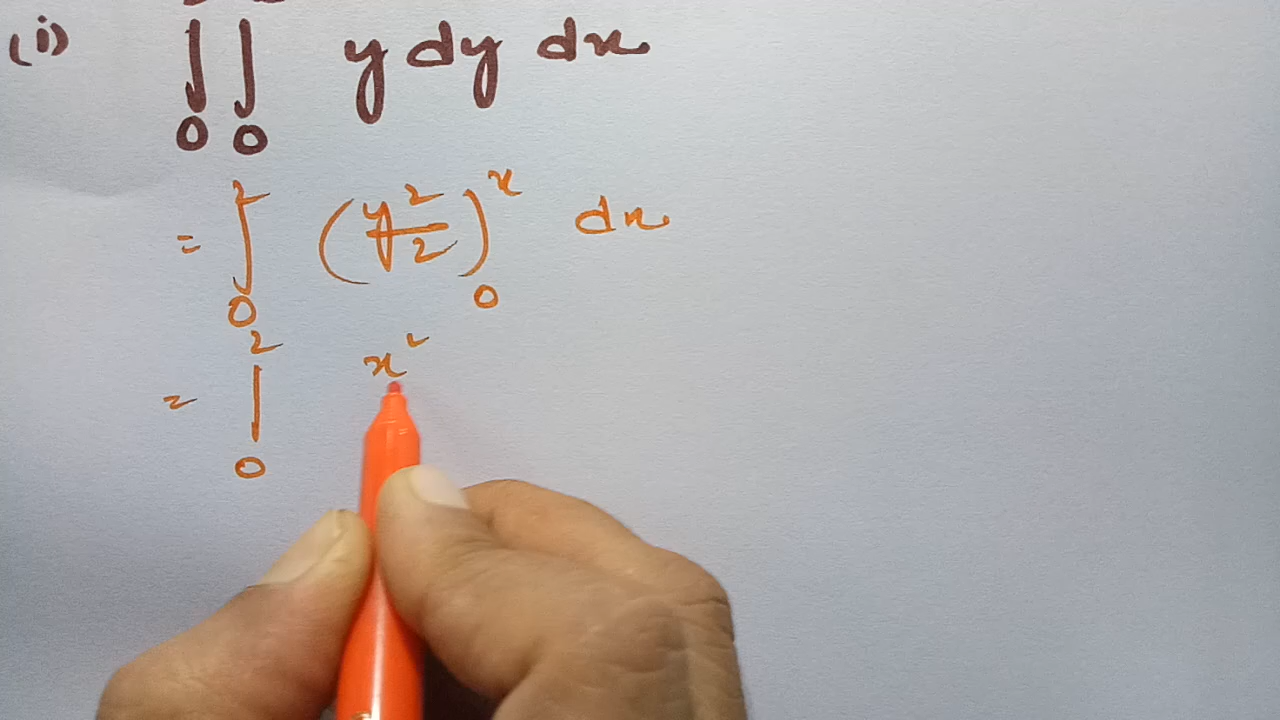 (i) ∫₀ ∫₀ y dy dx
= ∫₀² (y²/2)₀ˣ dx
= ∫₀² x²